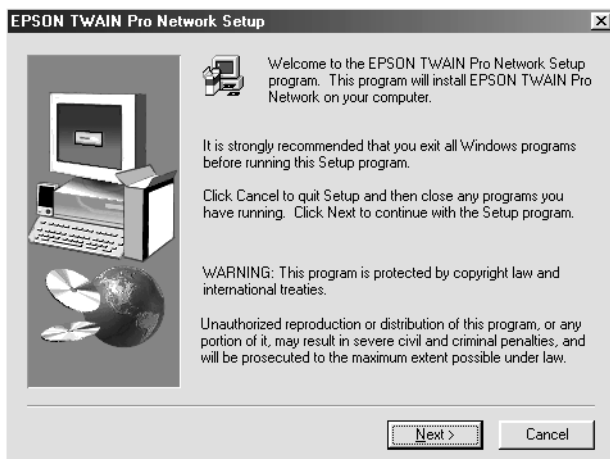 EPSON TWAIN Pro Network Setup
Welcome to the EPSON TWAIN Pro Network Setup
program. This program will install EPSON TWAIN Pro
Network on your computer.
It is strongly recommended that you exit all Windows programs
before running this Setup program.
Click Cancel to quit Setup and then close any programs you
have running. Click Next to continue with the Setup program.
WARNING: This program is protected by copyright law and
international treaties.
Unauthorized reproduction or distribution of this program, or any
portion of it, may result in severe civil and criminal penalties, and
will be prosecuted to the maximum extent possible under law.
Next >
Cancel